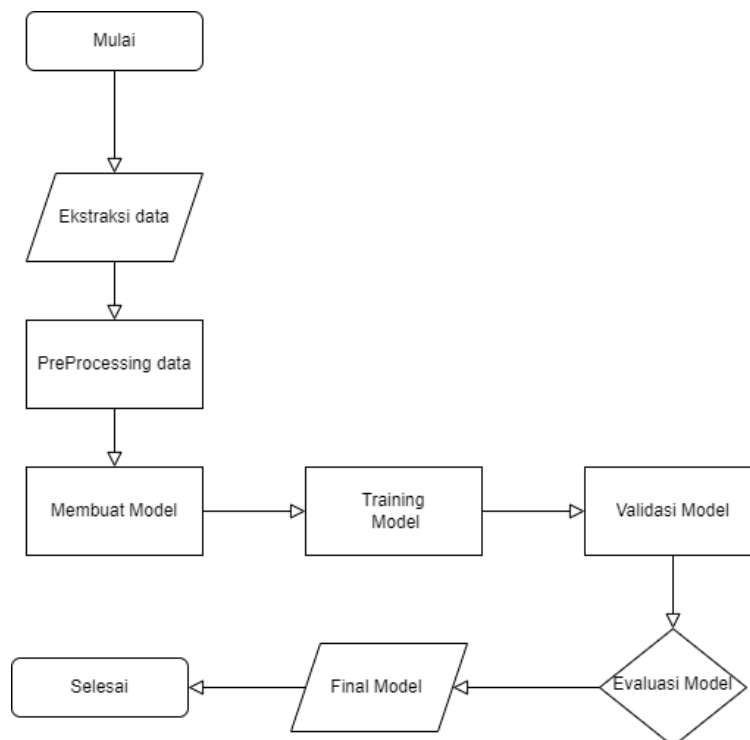 Mulai
Ekstraksi data
PreProcessing data
Membuat Model
Training
Model
Validasi Model
Evaluasi Model
Final Model
Selesai